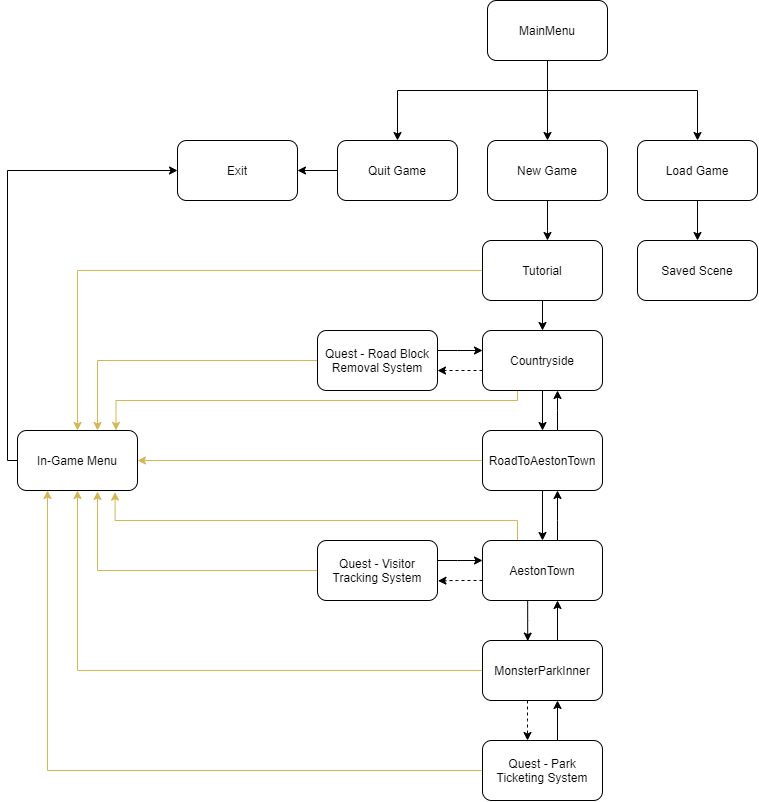 MainMenu
Exit
Quit Game
New Game
Load Game
Tutorial
Saved Scene
Quest - Road Block
Removal System
Countryside
In-Game Menu
RoadToAestonTown
Quest - Visitor
Tracking System
AestonTown
MonsterParkInner
Quest - Park
Ticketing System